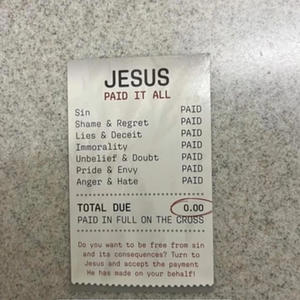 JESUS
PAID IT ALL
Sin PAID
Shame & Regret PAID
Lies & Deceit PAID
Immorality PAID
Unbelief & Doubt PAID
Pride & Envy PAID
Anger & Hate PAID
TOTAL DUE 0.00
PAID IN FULL ON THE CROSS
Do you want to be free from sin
and its consequences? Turn to
Jesus and accept the payment
He has made on your behalf!